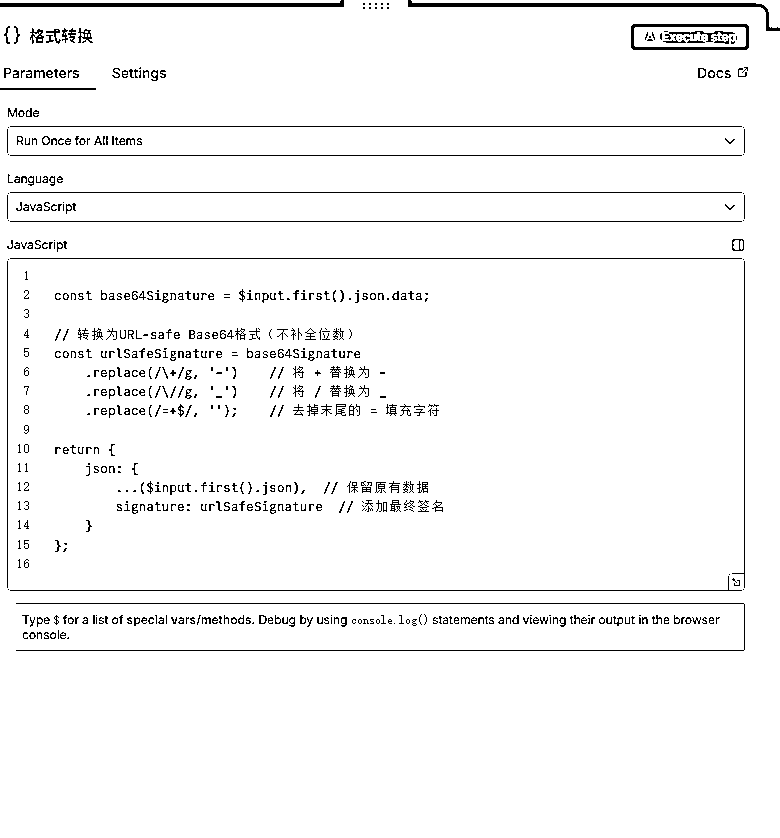 {} 格式转换
Execute step
Parameters Settings Docs
Mode
Run Once for All Items
Language
JavaScript
JavaScript
1
2 const base64Signature = $input.first().json.data;
3
4 // 转换为URL-safe Base64格式（不补全位数）
5 const urlSafeSignature = base64Signature
6 .replace(/\+/g, '-') // 将 + 替换为 -
7 .replace(/\//g, '_') // 将 / 替换为 _
8 .replace(/=+$/, ''); // 去掉末尾的 = 填充字符
9
10 return {
11 json: {
12 ...($input.first().json), // 保留原有数据
13 signature: urlSafeSignature // 添加最终签名
14 }
15 };
16
Type $ for a list of special vars/methods. Debug by using console.log() statements and viewing their output in the browser
console.